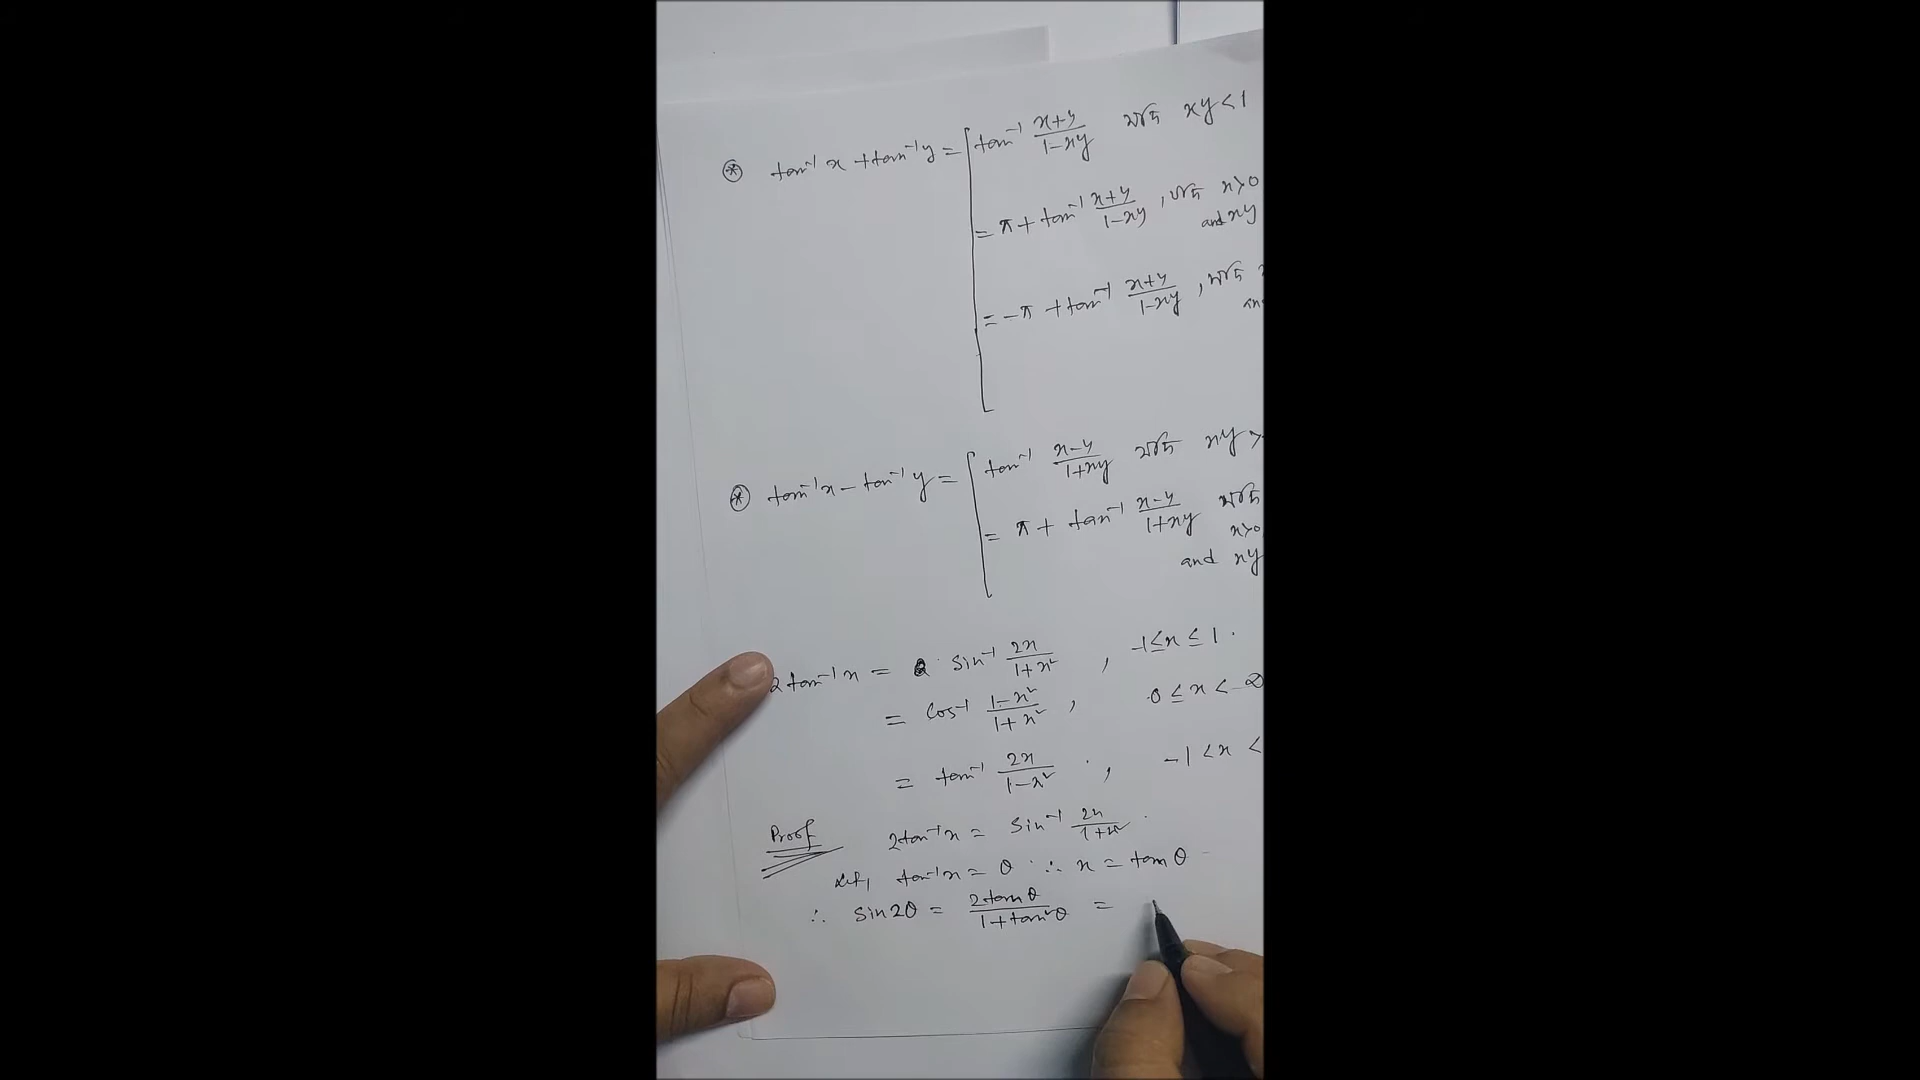 ⊛ tan⁻¹x + tan⁻¹y = tan⁻¹ (x+y)/(1-xy) যদি xy < 1
= π + tan⁻¹ (x+y)/(1-xy), যদি x>0
and xy
= -π + tan⁻¹ (x+y)/(1-xy), যদি
⊛ tan⁻¹x - tan⁻¹y = tan⁻¹ (x-y)/(1+xy) যদি xy >
= π + tan⁻¹ (x-y)/(1+xy) যদি
x>0
and xy
2 tan⁻¹x = sin⁻¹ 2x/(1+x²) , -1≤x≤1.
= cos⁻¹ (1-x²)/(1+x²) , 0≤x<
= tan⁻¹ 2x/(1-x²) , -1<x<
Proof 2tan⁻¹x = sin⁻¹ 2x/(1+x²)
Let, tan⁻¹x = θ ∴ x = tan θ
∴ sin2θ = 2tanθ/(1+tan²θ) =